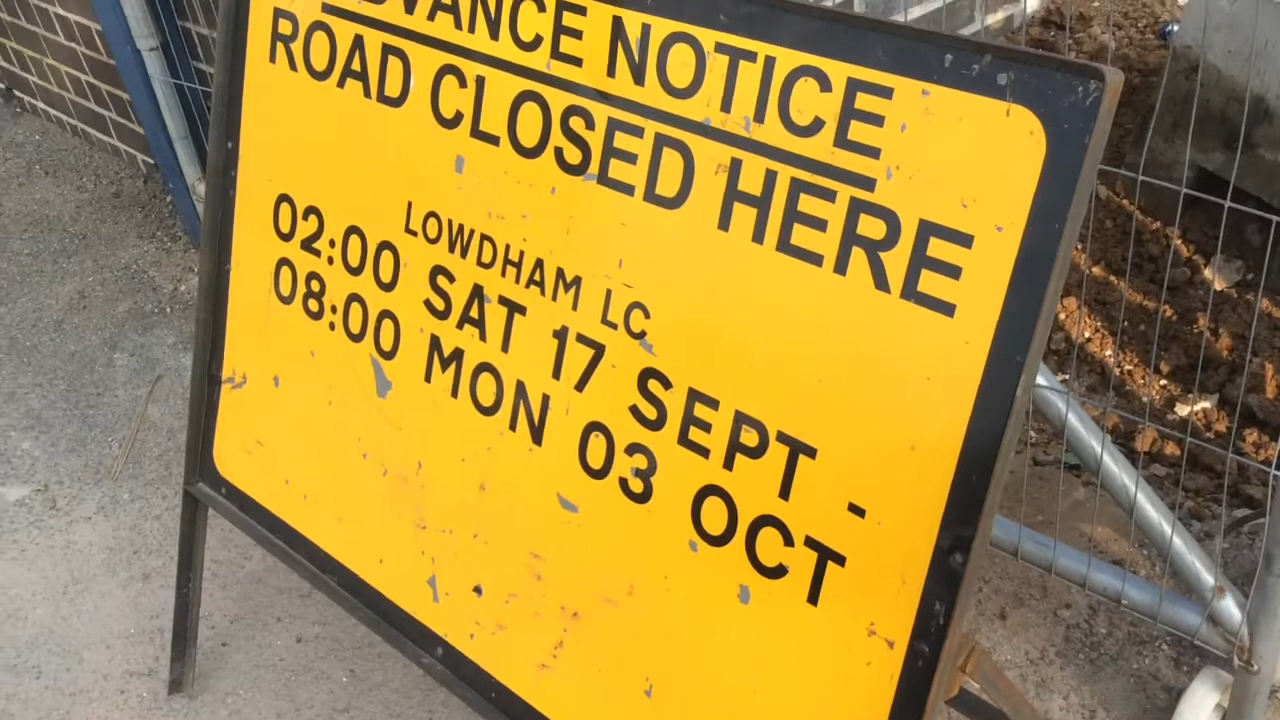 ADVANCE NOTICE
ROAD CLOSED HERE
LOWDHAM LC
02:00 SAT 17 SEPT -
08:00 MON 03 OCT